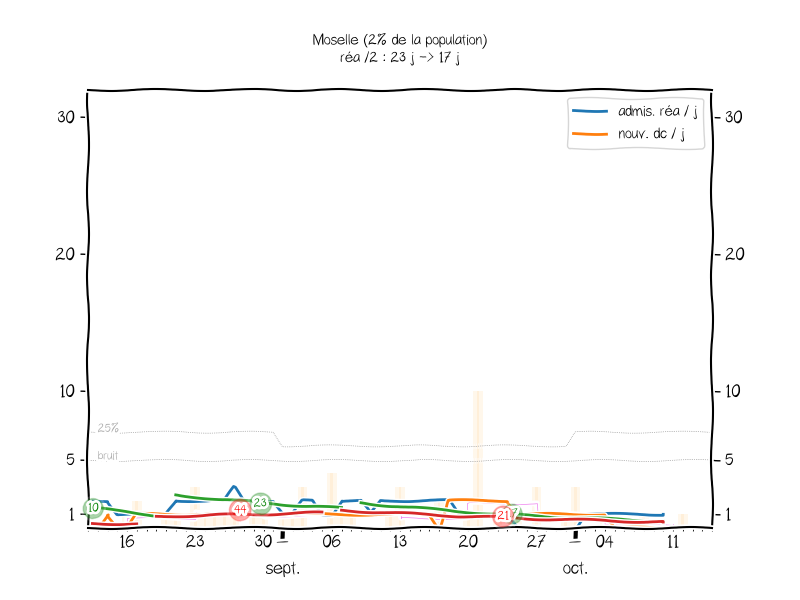 Moselle (2% de la population)
réa /2 : 23 j -> 17 j
admis. réa / j
nouv. dc / j
30
30
20
20
10
10
25%
bruit
5
5
10
44
23
21
7
1
1
16 23 30 06 13 20 27 04 11
sept. oct.